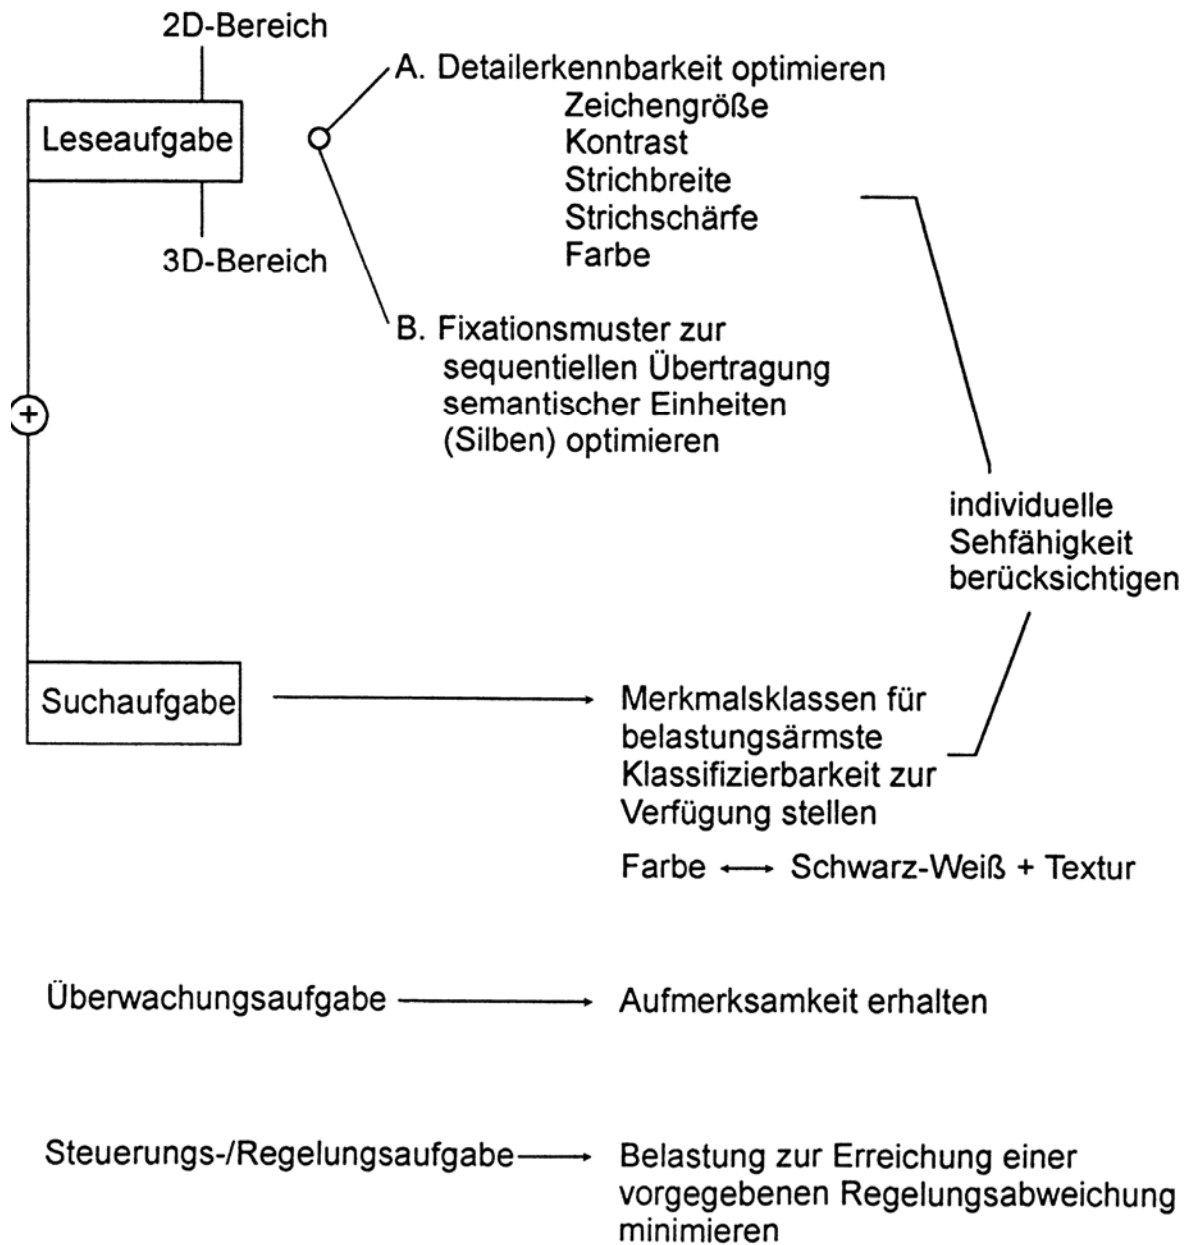 2D-Bereich
Leseaufgabe
3D-Bereich
A. Detailerkennbarkeit optimieren
Zeichengröße
Kontrast
Strichbreite
Strichschärfe
Farbe
B. Fixationsmuster zur
sequentiellen Übertragung
semantischer Einheiten
(Silben) optimieren
+
individuelle
Sehfähigkeit
berücksichtigen
Suchaufgabe
Merkmalsklassen für
belastungsärmste
Klassifizierbarkeit zur
Verfügung stellen
Farbe ↔ Schwarz-Weiß + Textur
Überwachungsaufgabe → Aufmerksamkeit erhalten
Steuerungs-/Regelungsaufgabe → Belastung zur Erreichung einer
vorgegebenen Regelungsabweichung
minimieren